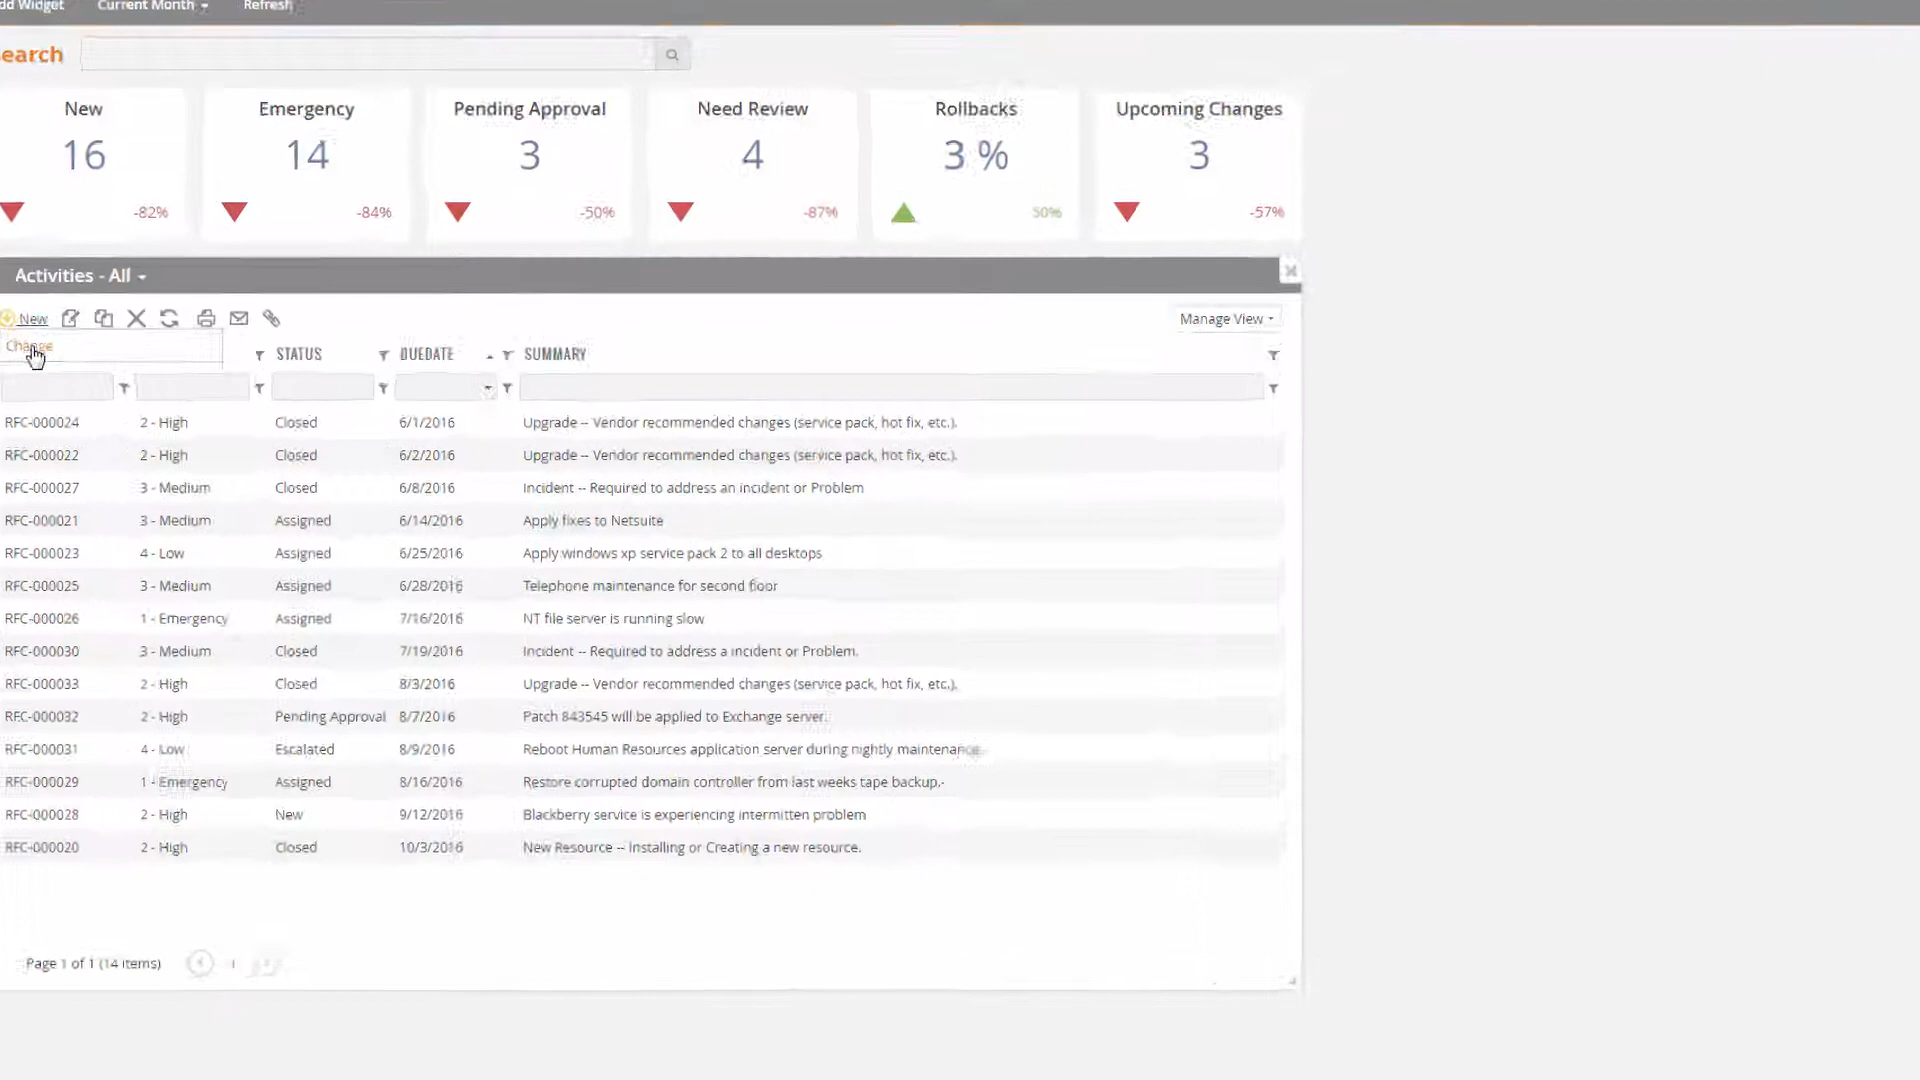 dd Widget Current Month Refresh
earch
New Emergency Pending Approval Need Review Rollbacks Upcoming Changes
16 14 3 4 3 % 3
-82% -84% -50% -87% 50% -57%
Activities - All
New Manage View
Change
STATUS DUEDATE SUMMARY
RFC-000024 2 - High Closed 6/1/2016 Upgrade -- Vendor recommended changes (service pack, hot fix, etc.).
RFC-000022 2 - High Closed 6/2/2016 Upgrade -- Vendor recommended changes (service pack, hot fix, etc.).
RFC-000027 3 - Medium Closed 6/8/2016 Incident -- Required to address an incident or Problem
RFC-000021 3 - Medium Assigned 6/14/2016 Apply fixes to Netsuite
RFC-000023 4 - Low Assigned 6/25/2016 Apply windows xp service pack 2 to all desktops
RFC-000025 3 - Medium Assigned 6/28/2016 Telephone maintenance for second floor
RFC-000026 1 - Emergency Assigned 7/16/2016 NT file server is running slow
RFC-000030 3 - Medium Closed 7/19/2016 Incident -- Required to address a incident or Problem.
RFC-000033 2 - High Closed 8/3/2016 Upgrade -- Vendor recommended changes (service pack, hot fix, etc.).
RFC-000032 2 - High Pending Approval 8/7/2016 Patch 843545 will be applied to Exchange server.
RFC-000031 4 - Low Escalated 8/9/2016 Reboot Human Resources application server during nightly maintenance.
RFC-000029 1 - Emergency Assigned 8/16/2016 Restore corrupted domain controller from last weeks tape backup.-
RFC-000028 2 - High New 9/12/2016 Blackberry service is experiencing intermitten problem
RFC-000020 2 - High Closed 10/3/2016 New Resource -- Installing or Creating a new resource.
Page 1 of 1 (14 items)